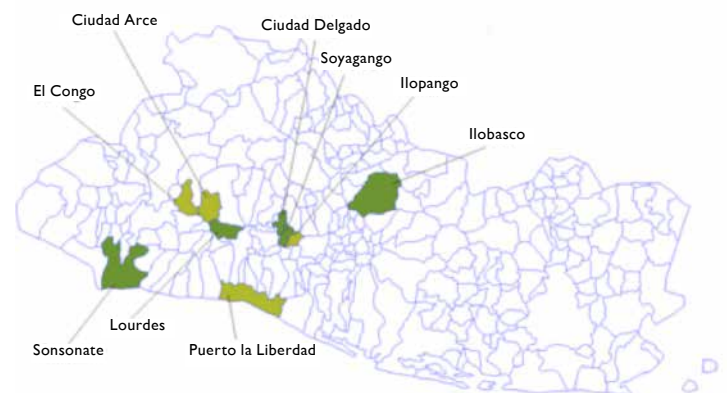 Ciudad Arce
Ciudad Delgado
Soyagango
Ilopango
El Congo
Ilobasco
Lourdes
Sonsonate
Puerto la Liberdad